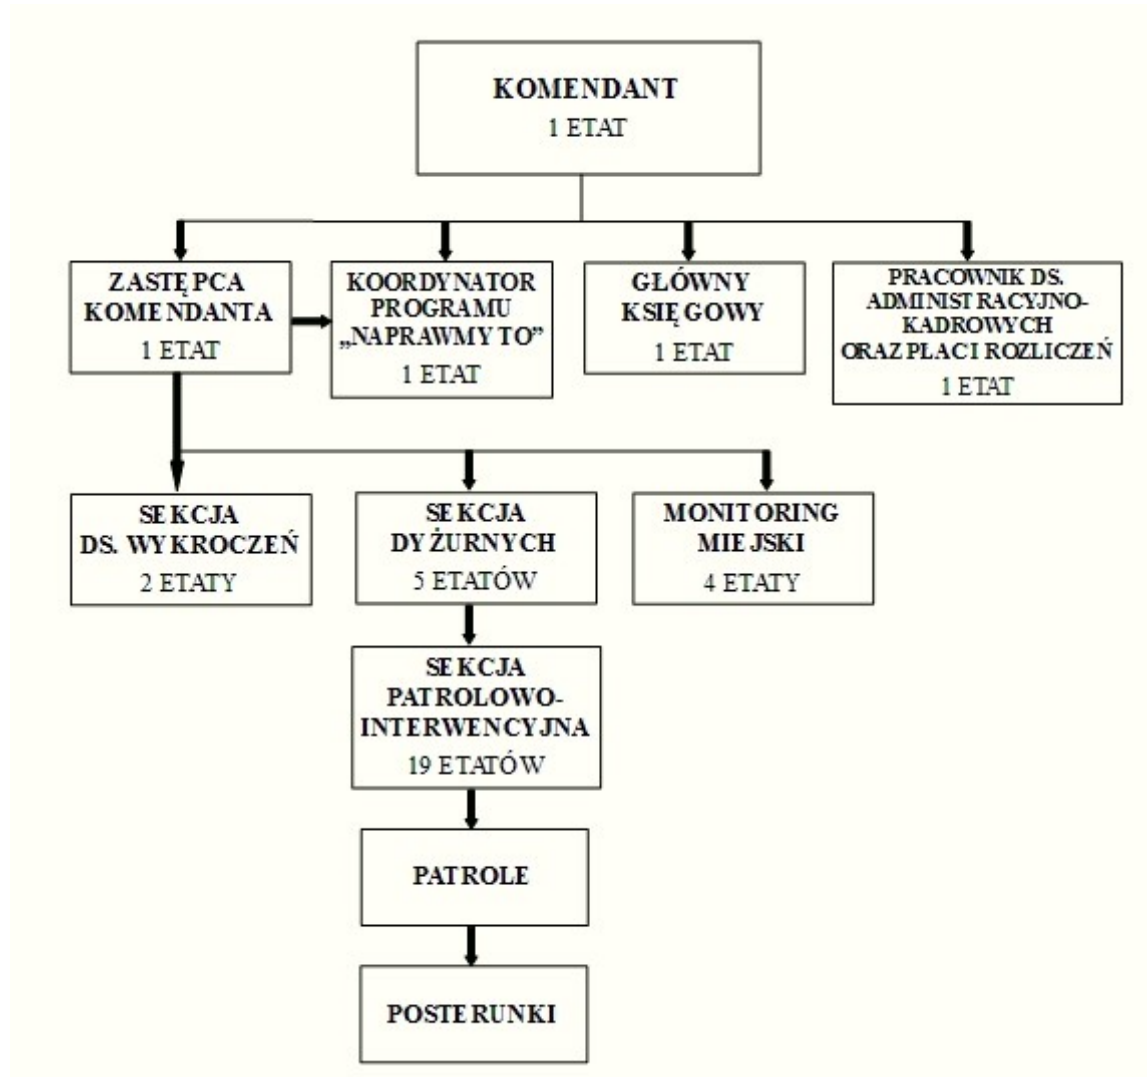 KOMENDANT
1 ETAT
ZASTĘPCA
KOMENDANTA
1 ETAT
KOORDYNATOR
PROGRAMU
„NAPRAWMY TO”
1 ETAT
GŁÓWNY
KSIĘGOWY
1 ETAT
PRACOWNIK DS.
ADMINISTRACYJNO-
KADROWYCH
ORAZ PŁAC I ROZLICZEŃ
1 ETAT
SEKCJA
DS. WYKROCZEŃ
2 ETATY
SEKCJA
DYŻURNYCH
5 ETATÓW
MONITORING
MIEJSKI
4 ETATY
SEKCJA
PATROLOWO-
INTERWENCYJNA
19 ETATÓW
PATROLE
POSTERUNKI